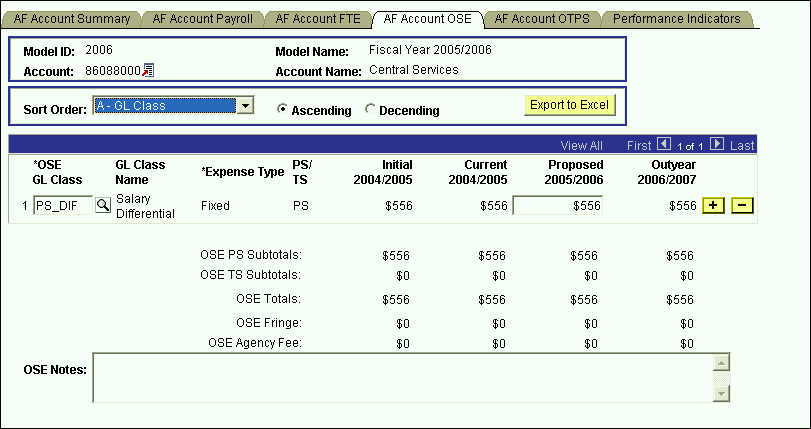 AF Account Summary AF Account Payroll AF Account FTE AF Account OSE AF Account OTPS Performance Indicators
Model ID: 2006 Model Name: Fiscal Year 2005/2006
Account: 86088000 Account Name: Central Services
Sort Order: A - GL Class Ascending Decending Export to Excel
View All First 1 of 1 Last
*OSE GL Class PS/ Initial Current Proposed Outyear
GL Class Name *Expense Type TS 2004/2005 2004/2005 2005/2006 2006/2007
1 PS_DIF Salary Differential Fixed PS $556 $556 $556 $556 + −
OSE PS Subtotals: $556 $556 $556 $556
OSE TS Subtotals: $0 $0 $0 $0
OSE Totals: $556 $556 $556 $556
OSE Fringe: $0 $0 $0 $0
OSE Agency Fee: $0 $0 $0 $0
OSE Notes: